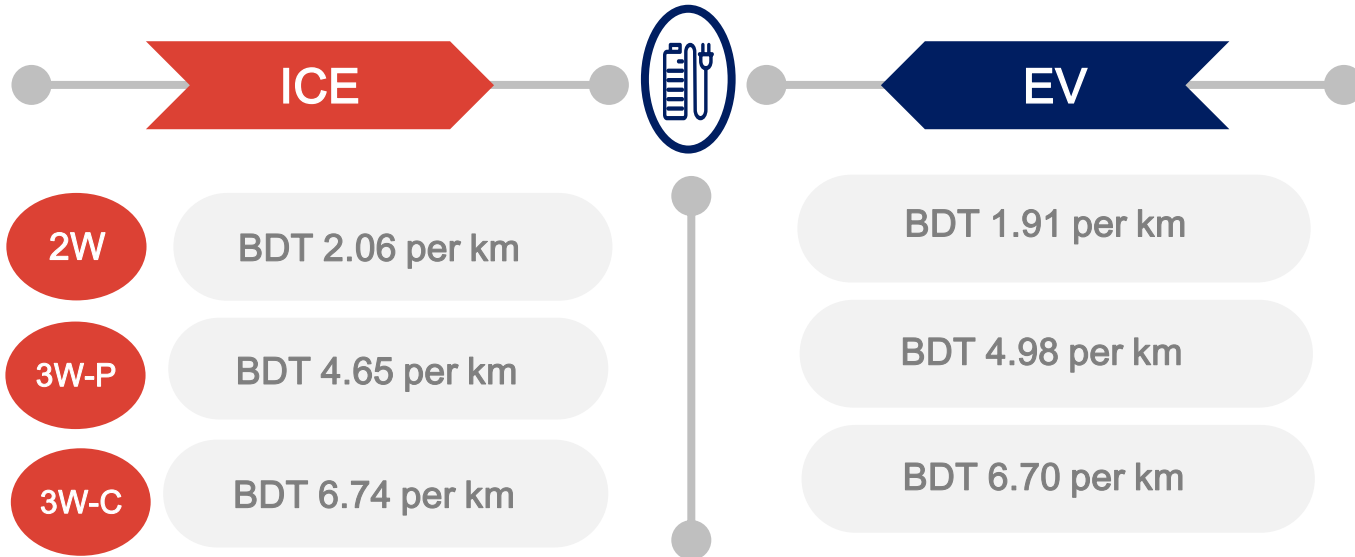 ICE
EV
2W
BDT 2.06 per km
BDT 1.91 per km
3W-P
BDT 4.65 per km
BDT 4.98 per km
3W-C
BDT 6.74 per km
BDT 6.70 per km